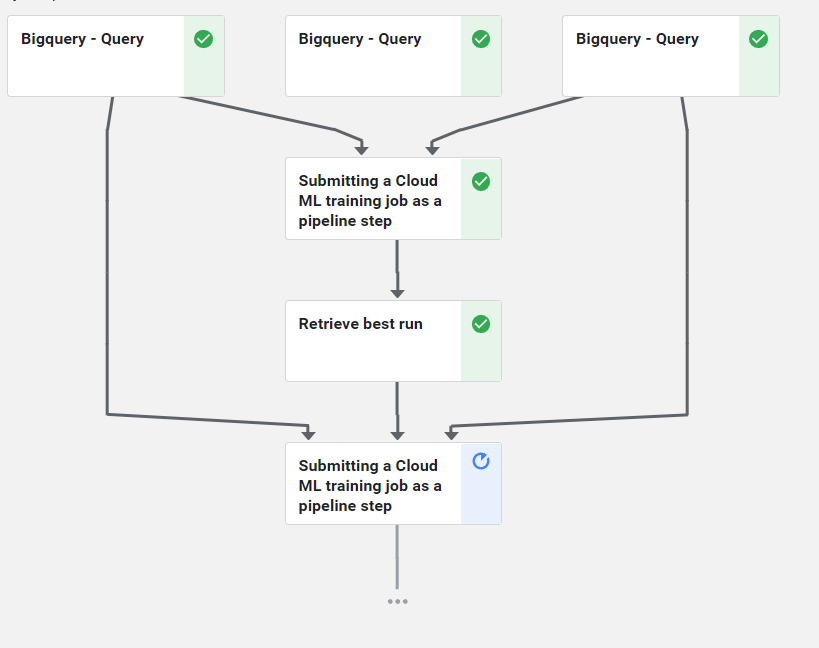 Bigquery - Query
Bigquery - Query
Bigquery - Query
Submitting a Cloud
ML training job as a
pipeline step
Retrieve best run
Submitting a Cloud
ML training job as a
pipeline step